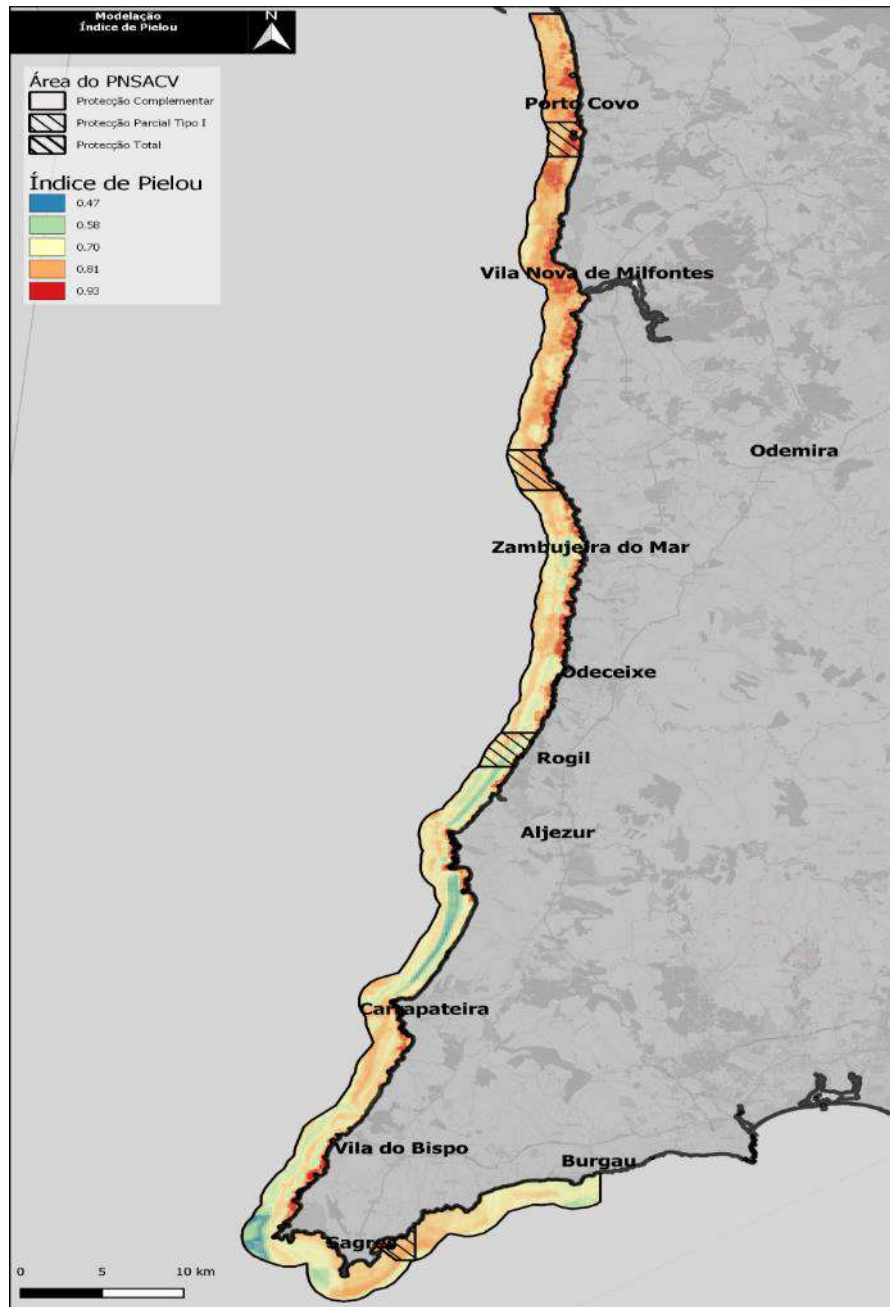 Modelação
Índice de Pielou
N
Área do PNSACV
Protecção Complementar
Protecção Parcial Tipo I
Protecção Total
Índice de Pielou
0.47
0.58
0.70
0.81
0.93
Porto Covo
Vila Nova de Milfontes
Odemira
Zambujeira do Mar
Odeceixe
Rogil
Aljezur
Carrapateira
Vila do Bispo
Burgau
Sagres
0 5 10 km